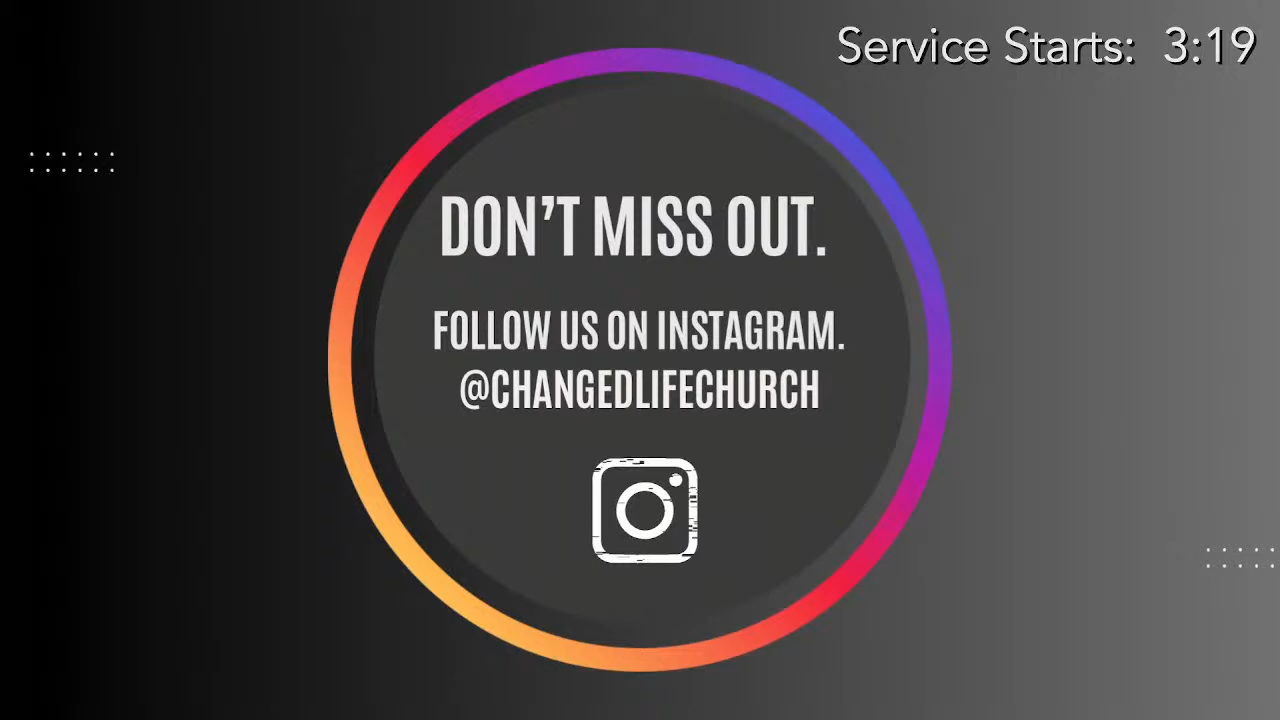 Service Starts: 3:19
DON'T MISS OUT.
FOLLOW US ON INSTAGRAM.
@CHANGEDLIFECHURCH